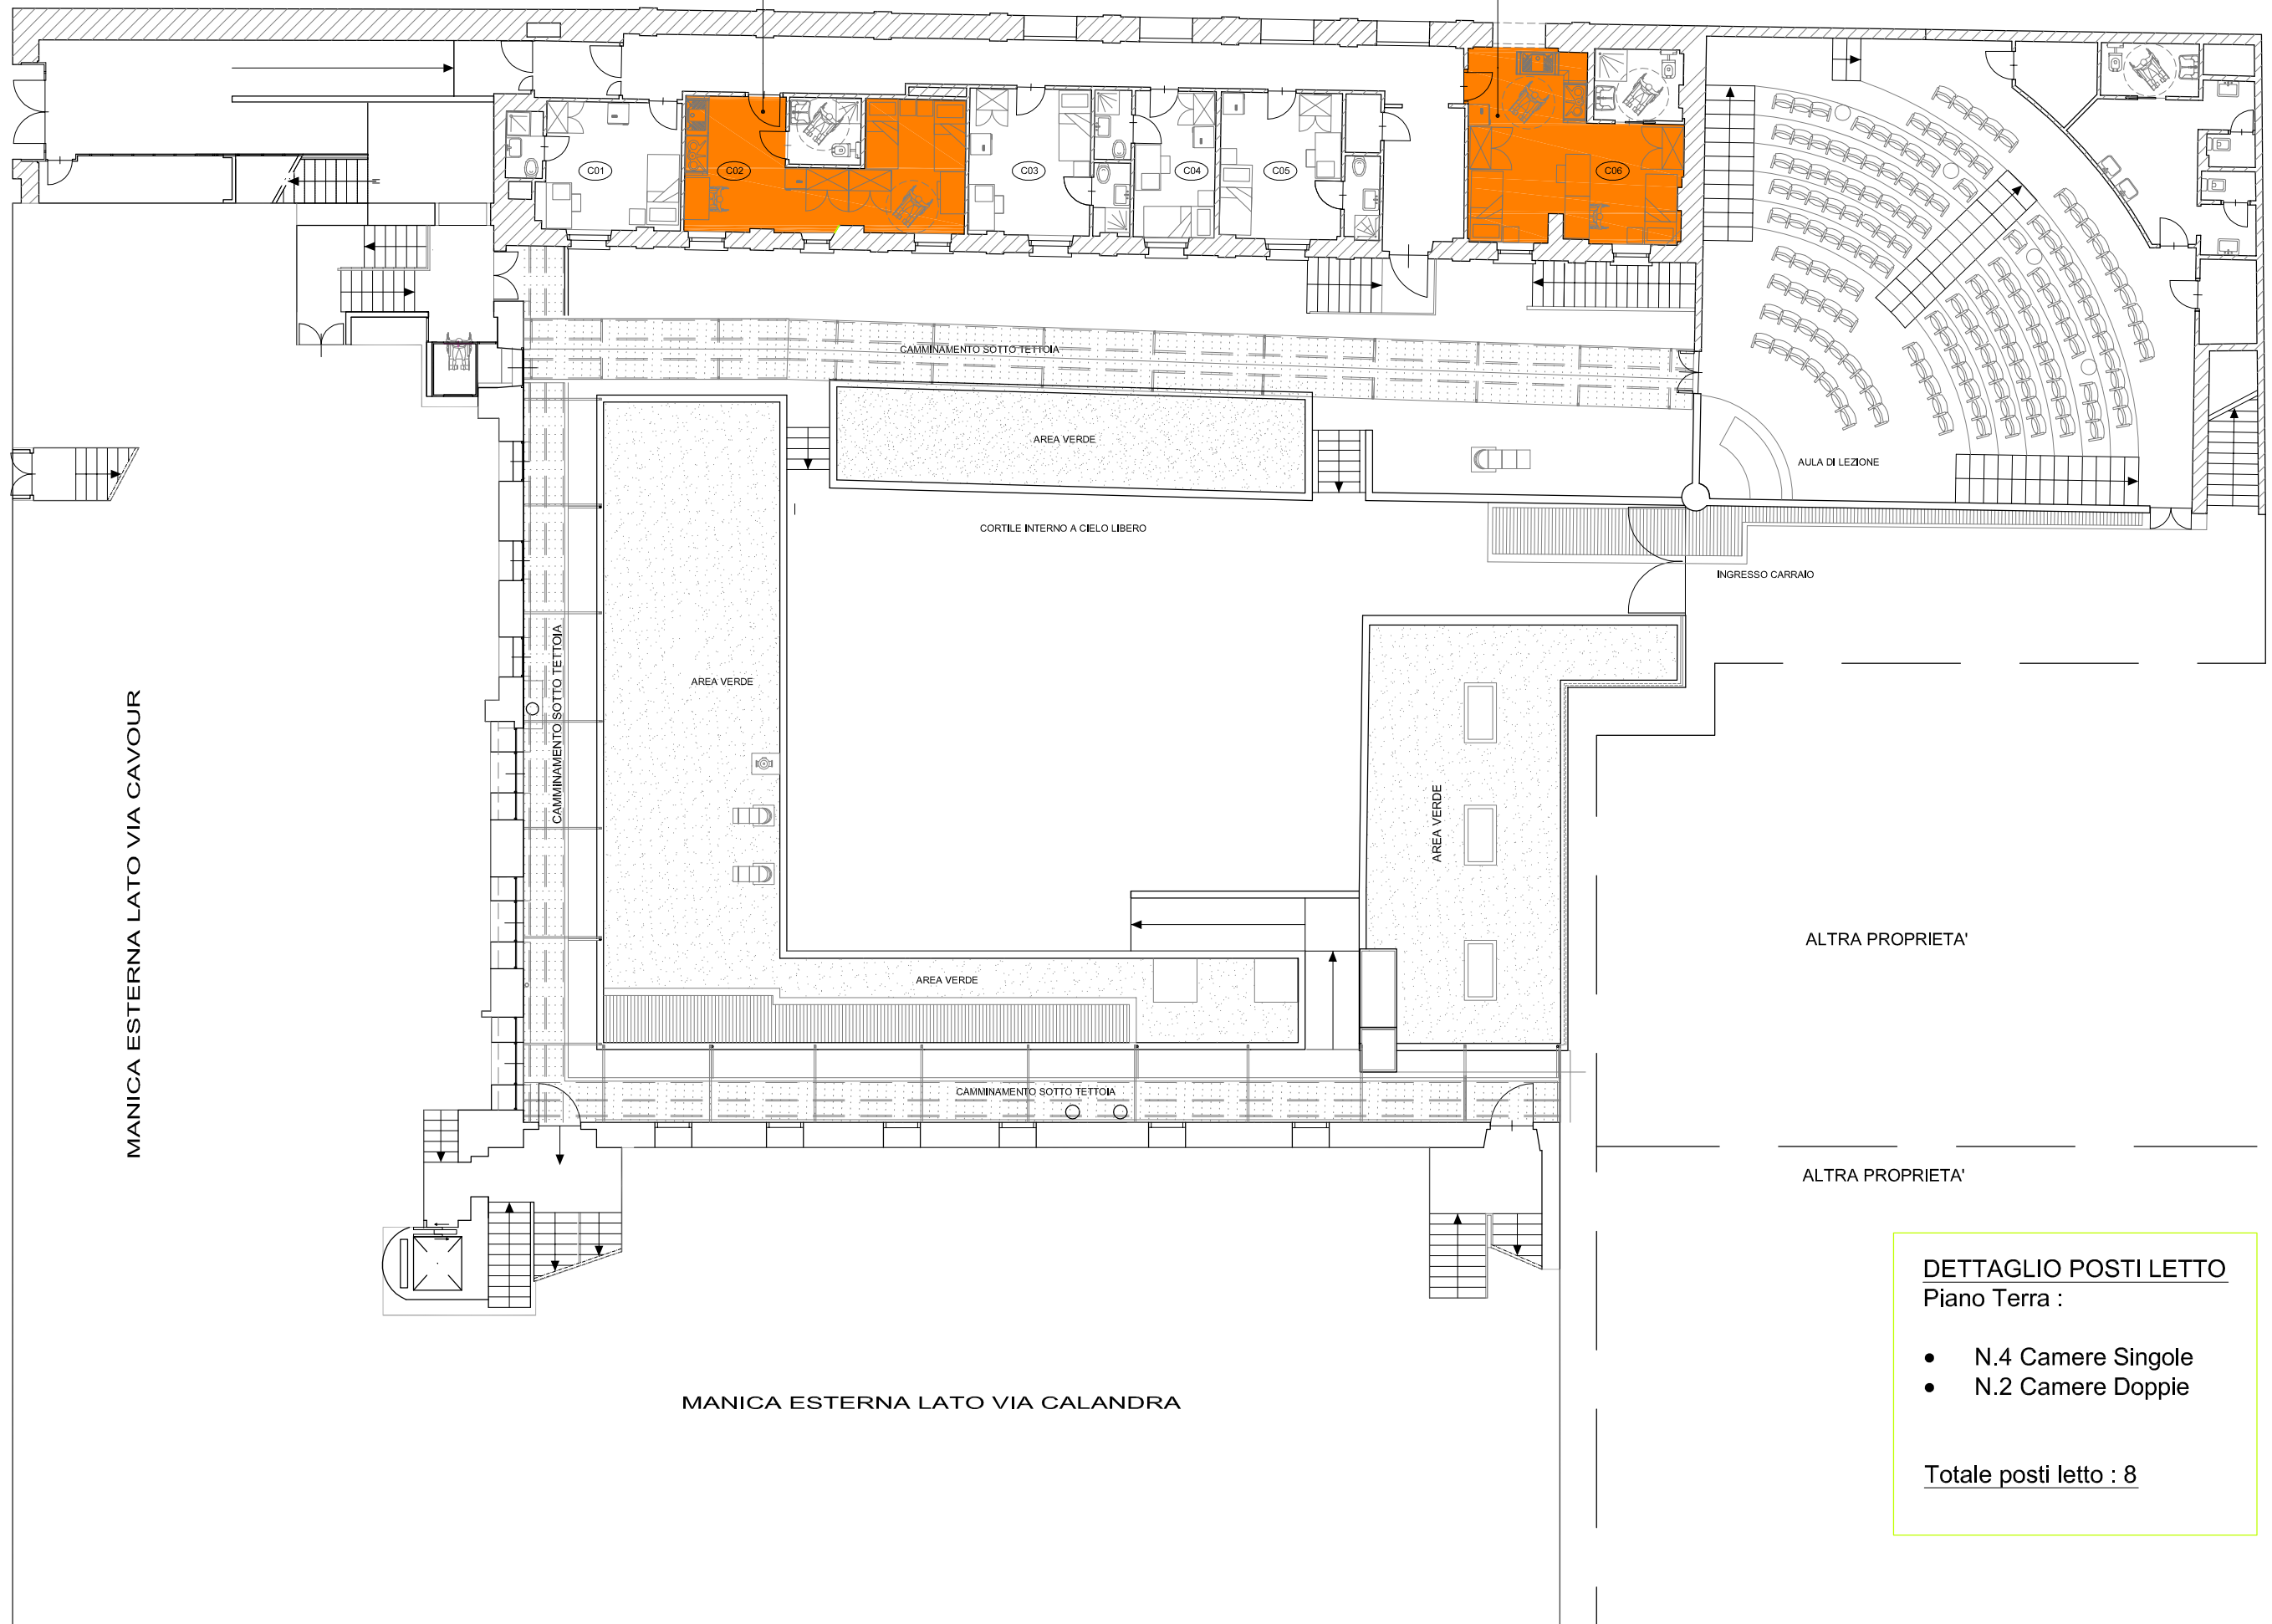 C01
C02
C03
C04
C05
C06
CAMMINAMENTO SOTTO TETTOIA
AREA VERDE
AULA DI LEZIONE
CORTILE INTERNO A CIELO LIBERO
INGRESSO CARRAIO
CAMMINAMENTO SOTTO TETTOIA
AREA VERDE
MANICA ESTERNA LATO VIA CAVOUR
AREA VERDE
ALTRA PROPRIETA'
AREA VERDE
CAMMINAMENTO SOTTO TETTOIA
ALTRA PROPRIETA'
MANICA ESTERNA LATO VIA CALANDRA
DETTAGLIO POSTI LETTO
Piano Terra :
• N.4 Camere Singole
• N.2 Camere Doppie
Totale posti letto : 8